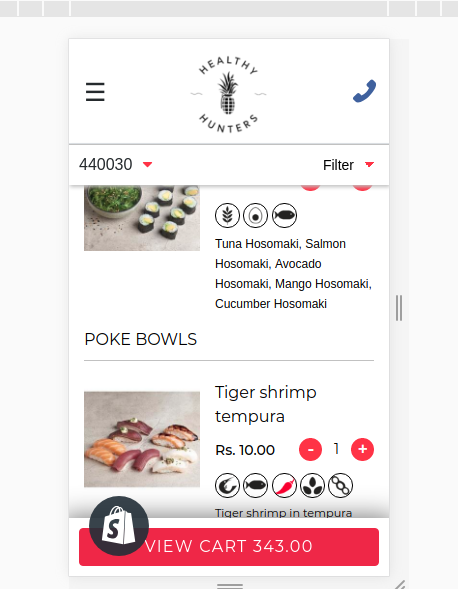 HEALTHY
HUNTERS
440030
Filter
Tuna Hosomaki, Salmon
Hosomaki, Avocado
Hosomaki, Mango Hosomaki,
Cucumber Hosomaki
POKE BOWLS
Tiger shrimp
tempura
Rs. 10.00
- 1 +
Tiger shrimp in tempura
VIEW CART 343.00